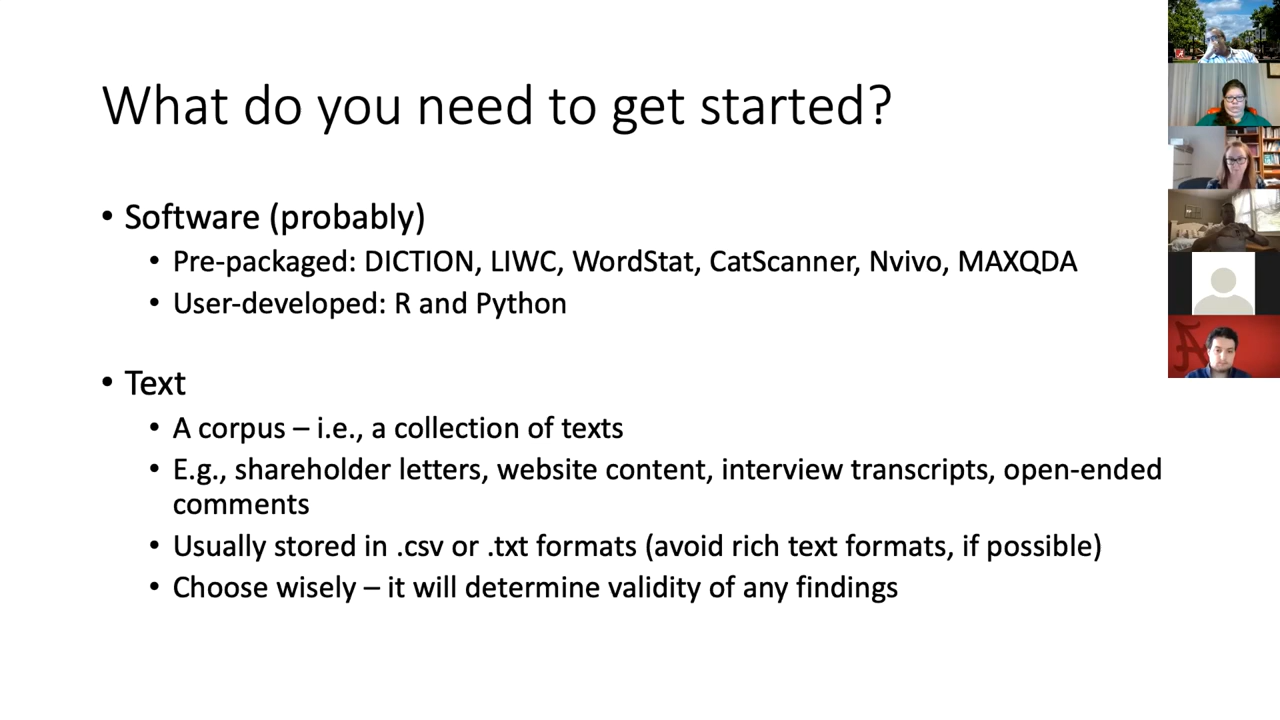 What do you need to get started?
• Software (probably)
• Pre-packaged: DICTION, LIWC, WordStat, CatScanner, Nvivo, MAXQDA
• User-developed: R and Python
• Text
• A corpus – i.e., a collection of texts
• E.g., shareholder letters, website content, interview transcripts, open-ended
comments
• Usually stored in .csv or .txt formats (avoid rich text formats, if possible)
• Choose wisely – it will determine validity of any findings